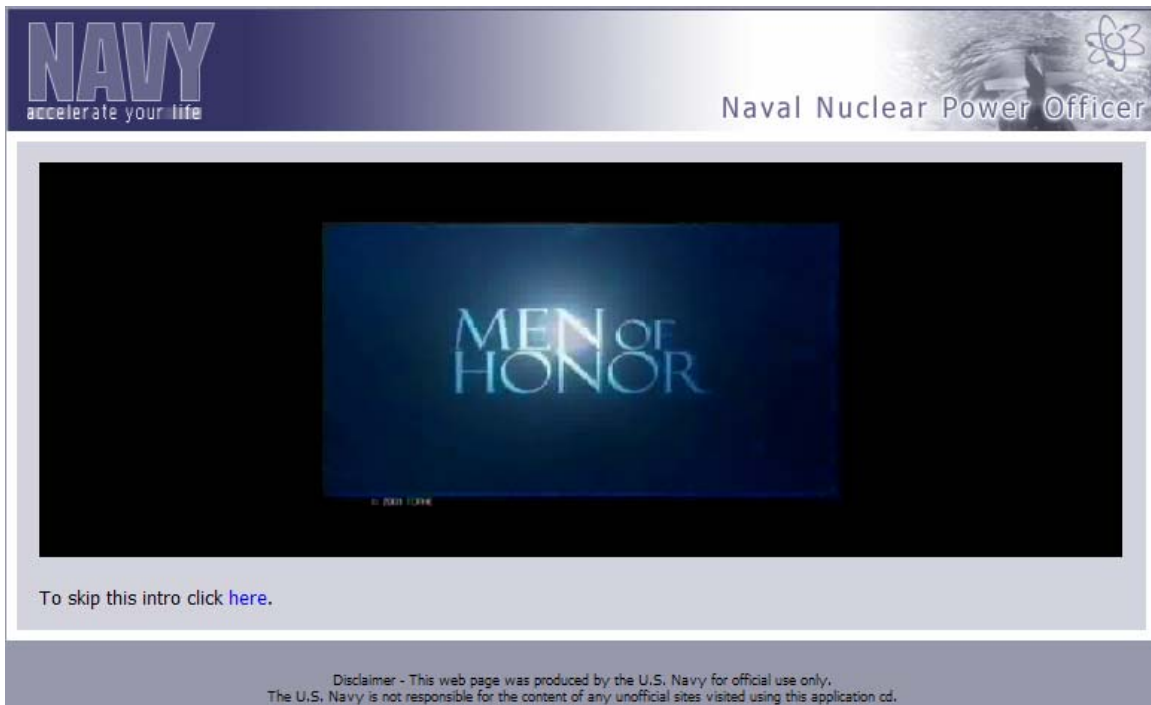 NAVY
accelerate your life
Naval Nuclear Power Officer
MEN OF
HONOR
© 2001 TCFHE
To skip this intro click here.
Disclaimer - This web page was produced by the U.S. Navy for official use only.
The U.S. Navy is not responsible for the content of any unofficial sites visited using this application cd.